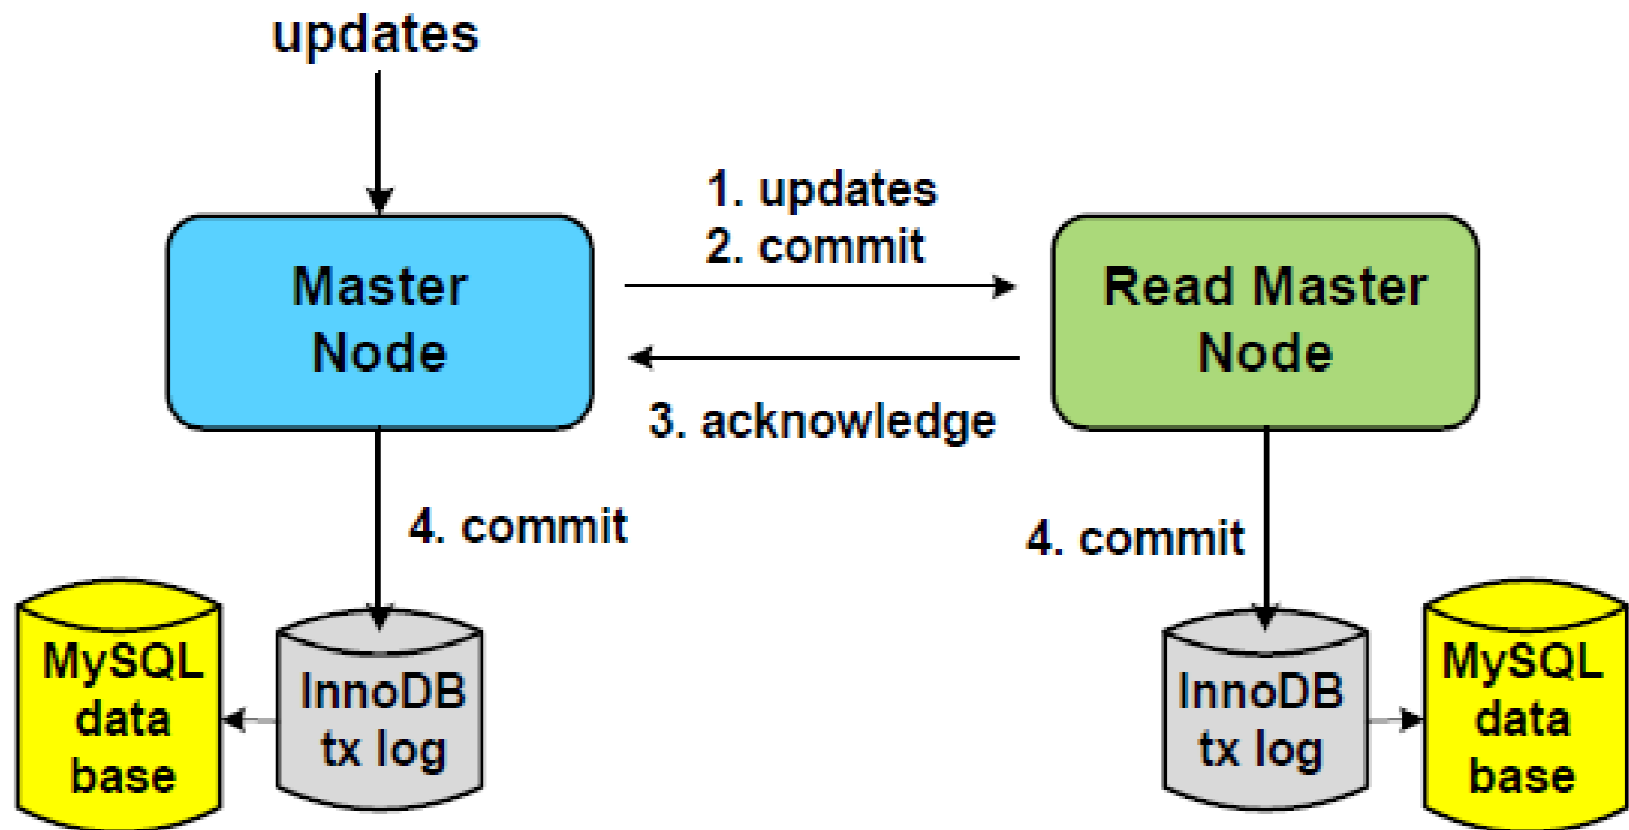 updates
1. updates
2. commit
Master
Node
Read Master
Node
3. acknowledge
4. commit
4. commit
MySQL
data
base
InnoDB
tx log
InnoDB
tx log
MySQL
data
base